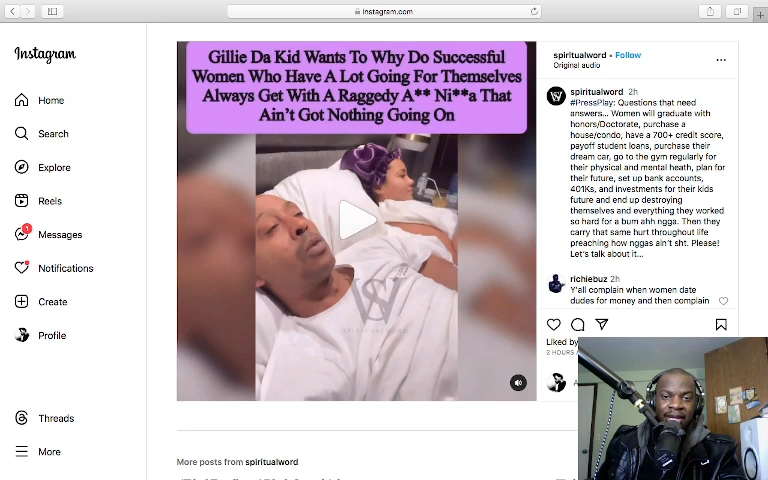 instagram.com
Instagram
Home
Search
Explore
Reels
1
Messages
Notifications
Create
Profile
Threads
More
Gillie Da Kid Wants To Why Do Successful
Women Who Have A Lot Going For Themselves
Always Get With A Raggedy A** Ni**a That
Ain't Got Nothing Going On
SPIRITUALWORD
spiritualword • Follow
Original audio
spiritualword 2h
#PressPlay: Questions that need
answers... Women will graduate with
honors/Doctorate, purchase a
house/condo, have a 700+ credit score,
payoff student loans, purchase their
dream car, go to the gym regularly for
their physical and mental heath, plan for
their future, set up bank accounts,
401Ks, and investments for their kids
future and end up destroying
themselves and everything they worked
so hard for a bum ahh ngga. Then they
carry that same hurt throughout life
preaching how nggas ain't sht. Please!
Let's talk about it...
richiebuz 2h
Y'all complain when women date
dudes for money and then complain
Liked by
2 HOURS
More posts from spiritualword